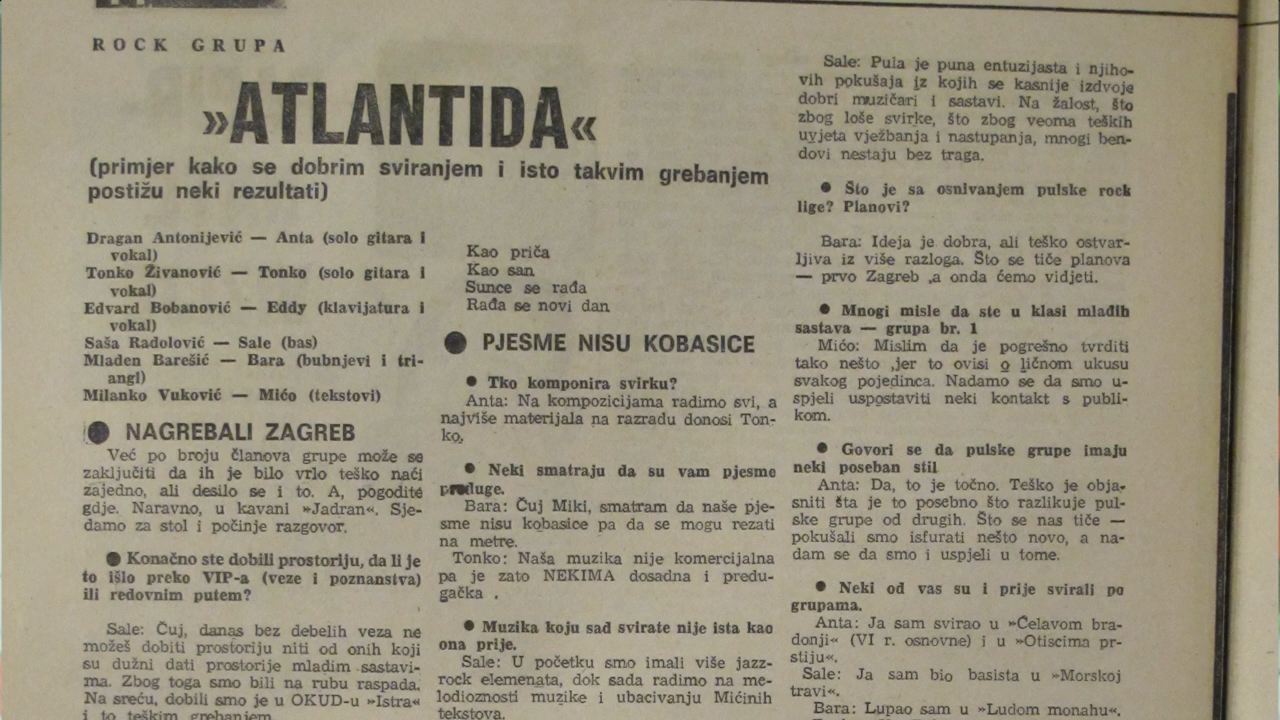 ROCK GRUPA
»ATLANTIDA«
(primjer kako se dobrim sviranjem i isto takvim grebanjem
postižu neki rezultati)
Dragan Antonijević — Anta (solo gitara i
vokal)
Tonko Živanović — Tonko (solo gitara i
vokal)
Edvard Bobanović — Eddy (klavijatura i
vokal)
Saša Radolović — Sale (bas)
Mladen Barešić — Bara (bubnjevi i tri-
angl)
Milanko Vuković — Mićo (tekstovi)
● NAGREBALI ZAGREB
Već po broju članova grupe može se
zaključiti da ih je bilo vrlo teško naći
zajedno, ali desilo se i to. A, pogodite
gdje. Naravno, u kavani »Jadran«. Sje-
damo za stol i počinje razgovor.
● Konačno ste dobili prostoriju, da li je
to išlo preko VIP-a (veze i poznanstva)
ili redovnim putem?
Sale: Čuj, danas bez debelih veza ne
možeš dobiti prostoriju niti od onih koji
su dužni dati prostorije mladim sastavi-
ma. Zbog toga smo bili na rubu raspada.
Na sreću, dobili smo je u OKUD-u »Istra«
i to teškim grebanjem
Kao priča
Kao san
Sunce se rađa
Rađa se novi dan
● PJESME NISU KOBASICE
● Tko komponira svirku?
Anta: Na kompozicijama radimo svi, a
najviše materijala na razradu donosi Ton-
ko,
● Neki smatraju da su vam pjesme
preduge.
Bara: Čuj Miki, smatram da naše pje-
sme nisu kobasice pa da se mogu rezati
na metre.
Tonko: Naša muzika nije komercijalna
pa je zato NEKIMA dosadna i predu-
gačka .
● Muzika koju sad svirate nije ista kao
ona prije.
Sale: U početku smo imali više jazz-
rock elemenata, dok sada radimo na me-
lodioznosti muzike i ubacivanju Mićinih
tekstova.
Sale: Pula je puna entuzijasta i njiho-
vih pokušaja iz kojih se kasnije izdvoje
dobri muzičari i sastavi. Na žalost, što
zbog loše svirke, što zbog veoma teških
uvjeta vježbanja i nastupanja, mnogi ben-
dovi nestaju bez traga.
● Što je sa osnivanjem pulske rock
lige? Planovi?
Bara: Ideja je dobra, ali teško ostvar-
ljiva iz više razloga. Što se tiče planova
— prvo Zagreb ,a onda ćemo vidjeti.
● Mnogi misle da ste u klasi mlađih
sastava — grupa br. 1
Mićo: Mislim da je pogrešno tvrditi
tako nešto ,jer to ovisi o ličnom ukusu
svakog pojedinca. Nadamo se da smo u-
spjeli uspostaviti neki kontakt s publi-
kom.
● Govori se da pulske grupe imaju
neki poseban stil
Anta: Da, to je točno. Teško je obja-
sniti šta je to posebno što razlikuje pul-
ske grupe od drugih. Što se nas tiče —
pokušali smo isfurati nešto novo, a na-
dam se da smo i uspjeli u tome.
● Neki od vas su i prije svirali po
grupama.
Anta: Ja sam svirao u »Ćelavom bra-
donji« (VI r. osnovne) i u »Otiscima pr-
stiju«.
Sale: Ja sam bio basista u »Morskoj
travi«.
Bara: Lupao sam u »Ludom monahu«.